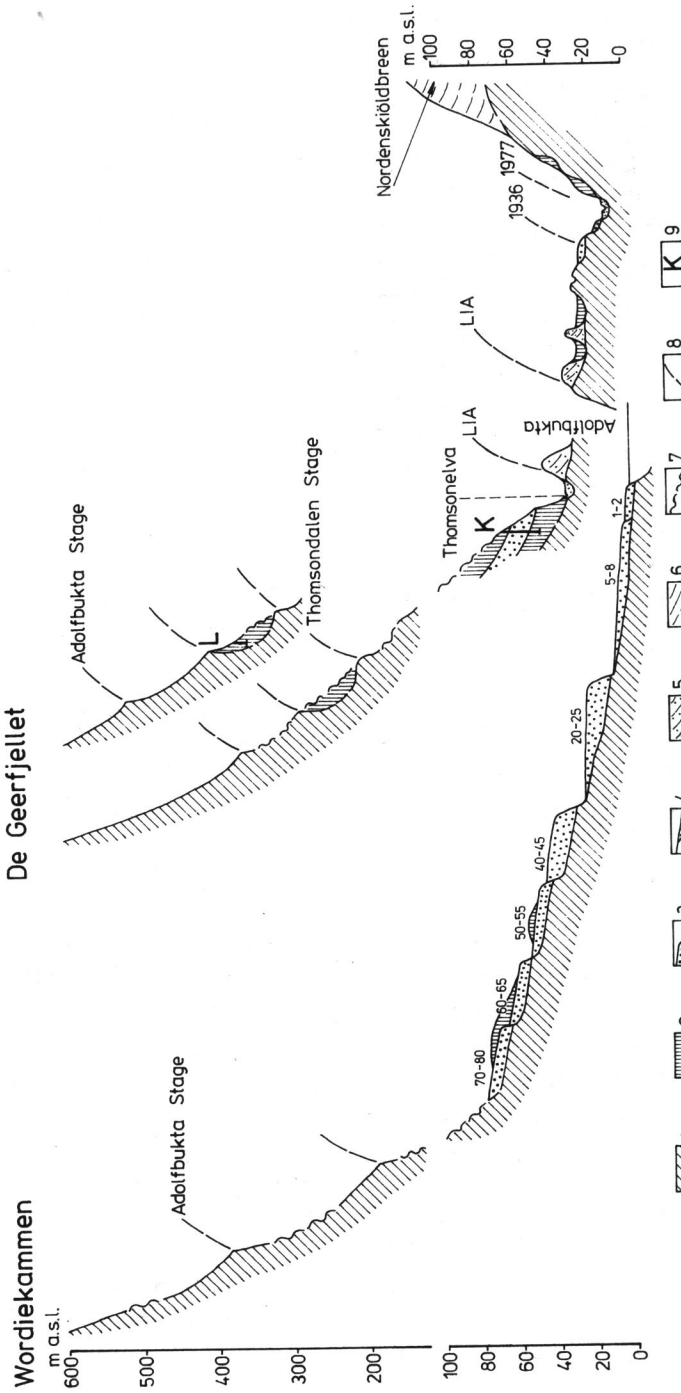 Wordiekammen
m a.s.l.
600
500
400
300
200
100
80
60
40
20
0
Adolfbukta Stage
70-80
60-65
50-55
40-45
20-25
5-8
1-2
De Geerfjellet
Adolfbukta Stage
L
Thomsondalen Stage
Thomsonelva
K
LIA
Adolfbukta
LIA
1936
1977
Nordenskiöldbreen
m a.s.l.
100
80
60
40
20
0
5
6
7
8
K 9